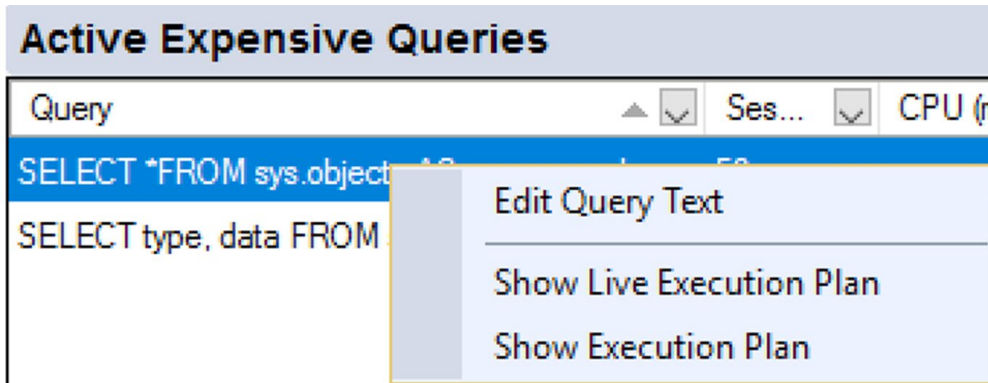 Active Expensive Queries
Query Ses... CPU (
SELECT *FROM sys.object
Edit Query Text
SELECT type, data FROM
Show Live Execution Plan
Show Execution Plan